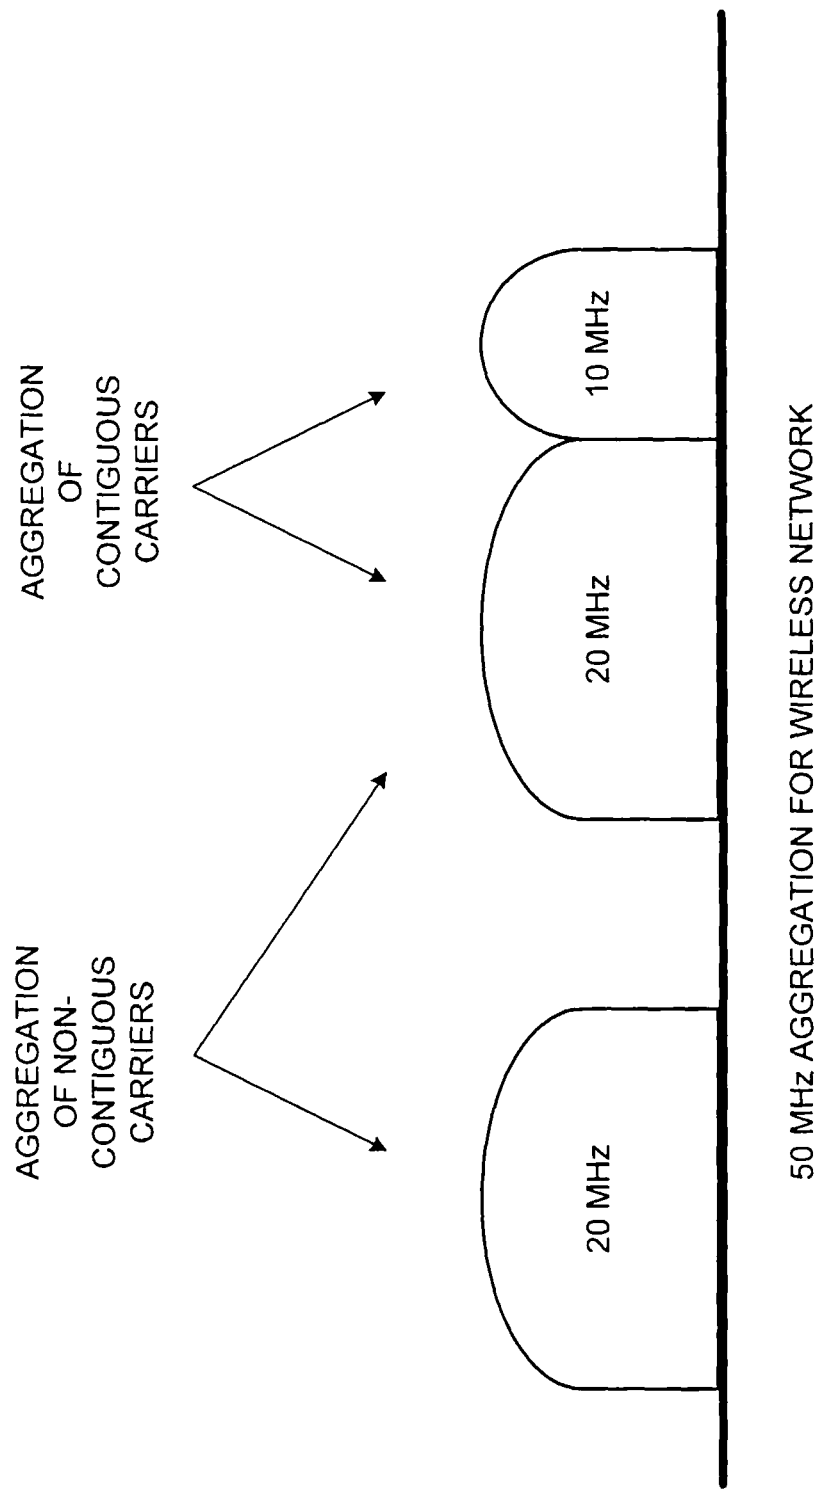 AGGREGATION
OF NON-
CONTIGUOUS
CARRIERS
AGGREGATION
OF
CONTIGUOUS
CARRIERS
20 MHz
20 MHz
10 MHz
50 MHz AGGREGATION FOR WIRELESS NETWORK